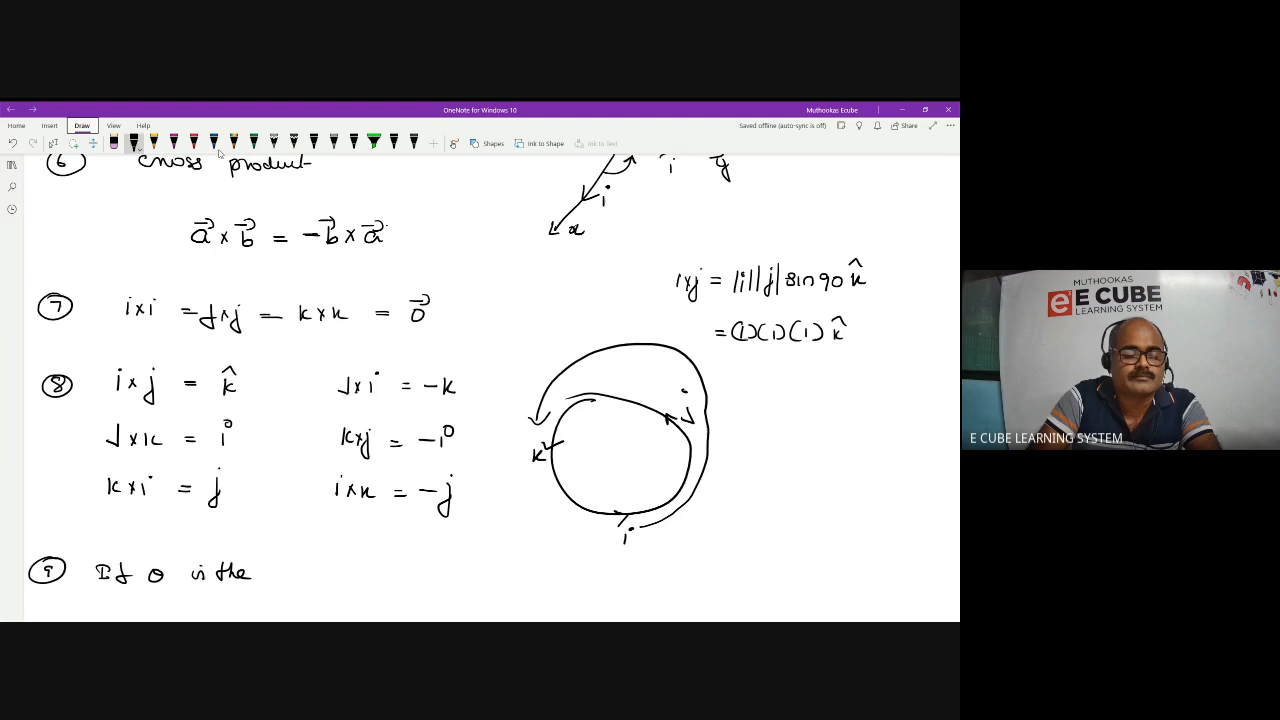 OneNote for Windows 10
Muthookas Ecube
Home Insert Draw View Help
Saved offline (auto-sync is off) Share
Shapes Ink to Shape Ink to Text
6 cross product
i y
i
x
a⃗ × b⃗ = -b⃗ × a⃗
i×j = |i||j| sin 90 k̂
= (1)(1)(1) k̂
7 i×i = j×j = k×k = 0⃗
8 i×j = k̂ j×i = -k
j×k = i k×j = -i
k×i = j i×k = -j
j
k
i
9 If θ is the
MUTHOOKAS
E CUBE
LEARNING SYSTEM
E CUBE LEARNING SYSTEM